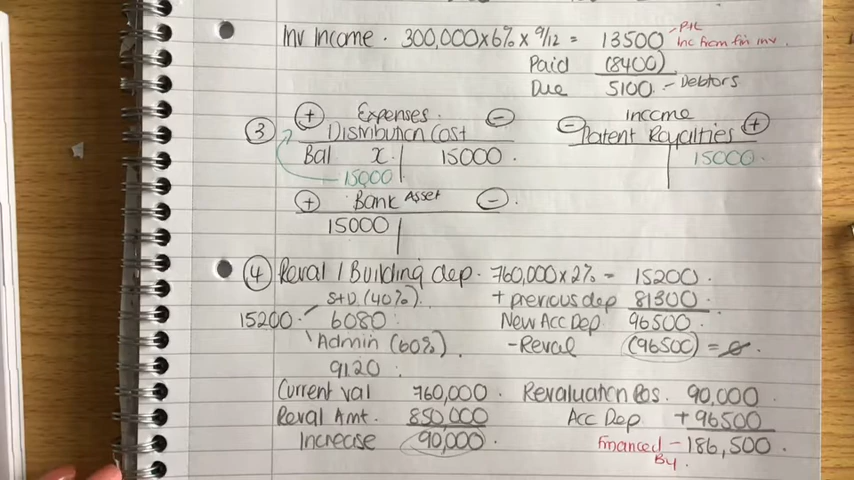 Inv Income. 300,000 x 6% x 9/12 = 13500 - P+L
Inc from fin inv.
Paid (8400)
Due 5100 - Debtors
③ + Expenses - Income
Distribution Cost - Patent Royalties +
Bal x. 15000. 15000.
15000
+ Bank Asset -
15000
④ Reval / Building dep. 760,000 x 2% = 15200.
S+D (40%). + previous dep 81300.
15200. 6080. New Acc Dep 96500.
Admin (60%). - Reval (96500) = 0.
9120.
Current val 760,000. Revaluation Res. 90,000
Reval Amt. 850,000 Acc Dep +96500
Increase 90,000. Financed By. - 186,500.